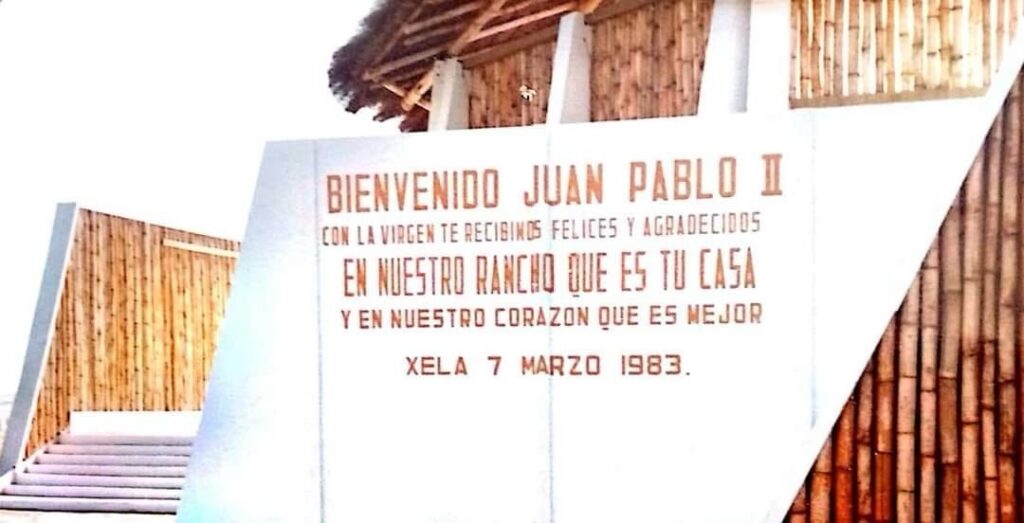 BIENVENIDO JUAN PABLO II
CON LA VIRGEN TE RECIBIMOS FELICES Y AGRADECIDOS
EN NUESTRO RANCHO QUE ES TU CASA
Y EN NUESTRO CORAZON QUE ES MEJOR
XELA 7 MARZO 1983.